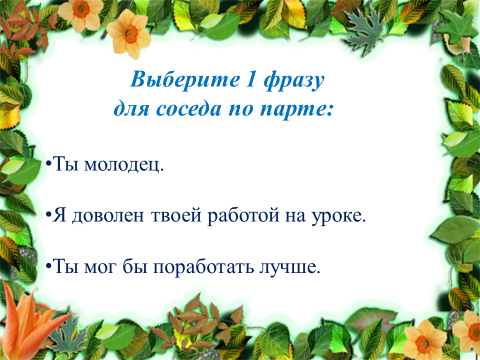 Выберите 1 фразу
для соседа по парте:
•Ты молодец.
•Я доволен твоей работой на уроке.
•Ты мог бы поработать лучше.